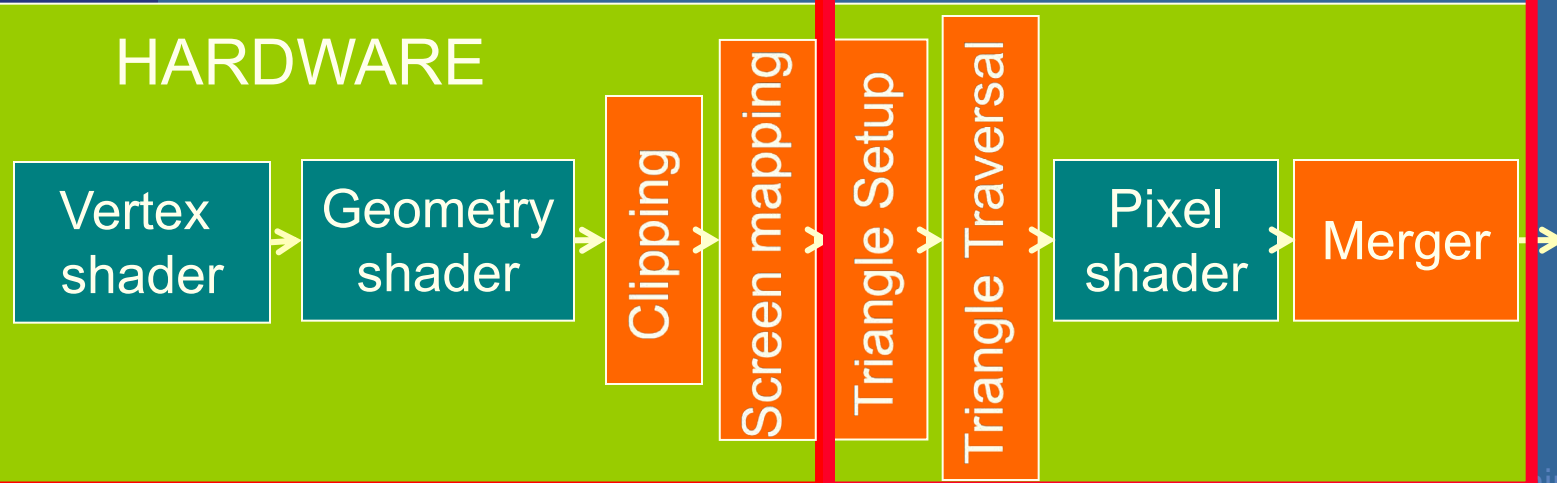 HARDWARE
Vertex
shader
Geometry
shader
Clipping
Screen mapping
Triangle Setup
Triangle Traversal
Pixel
shader
Merger